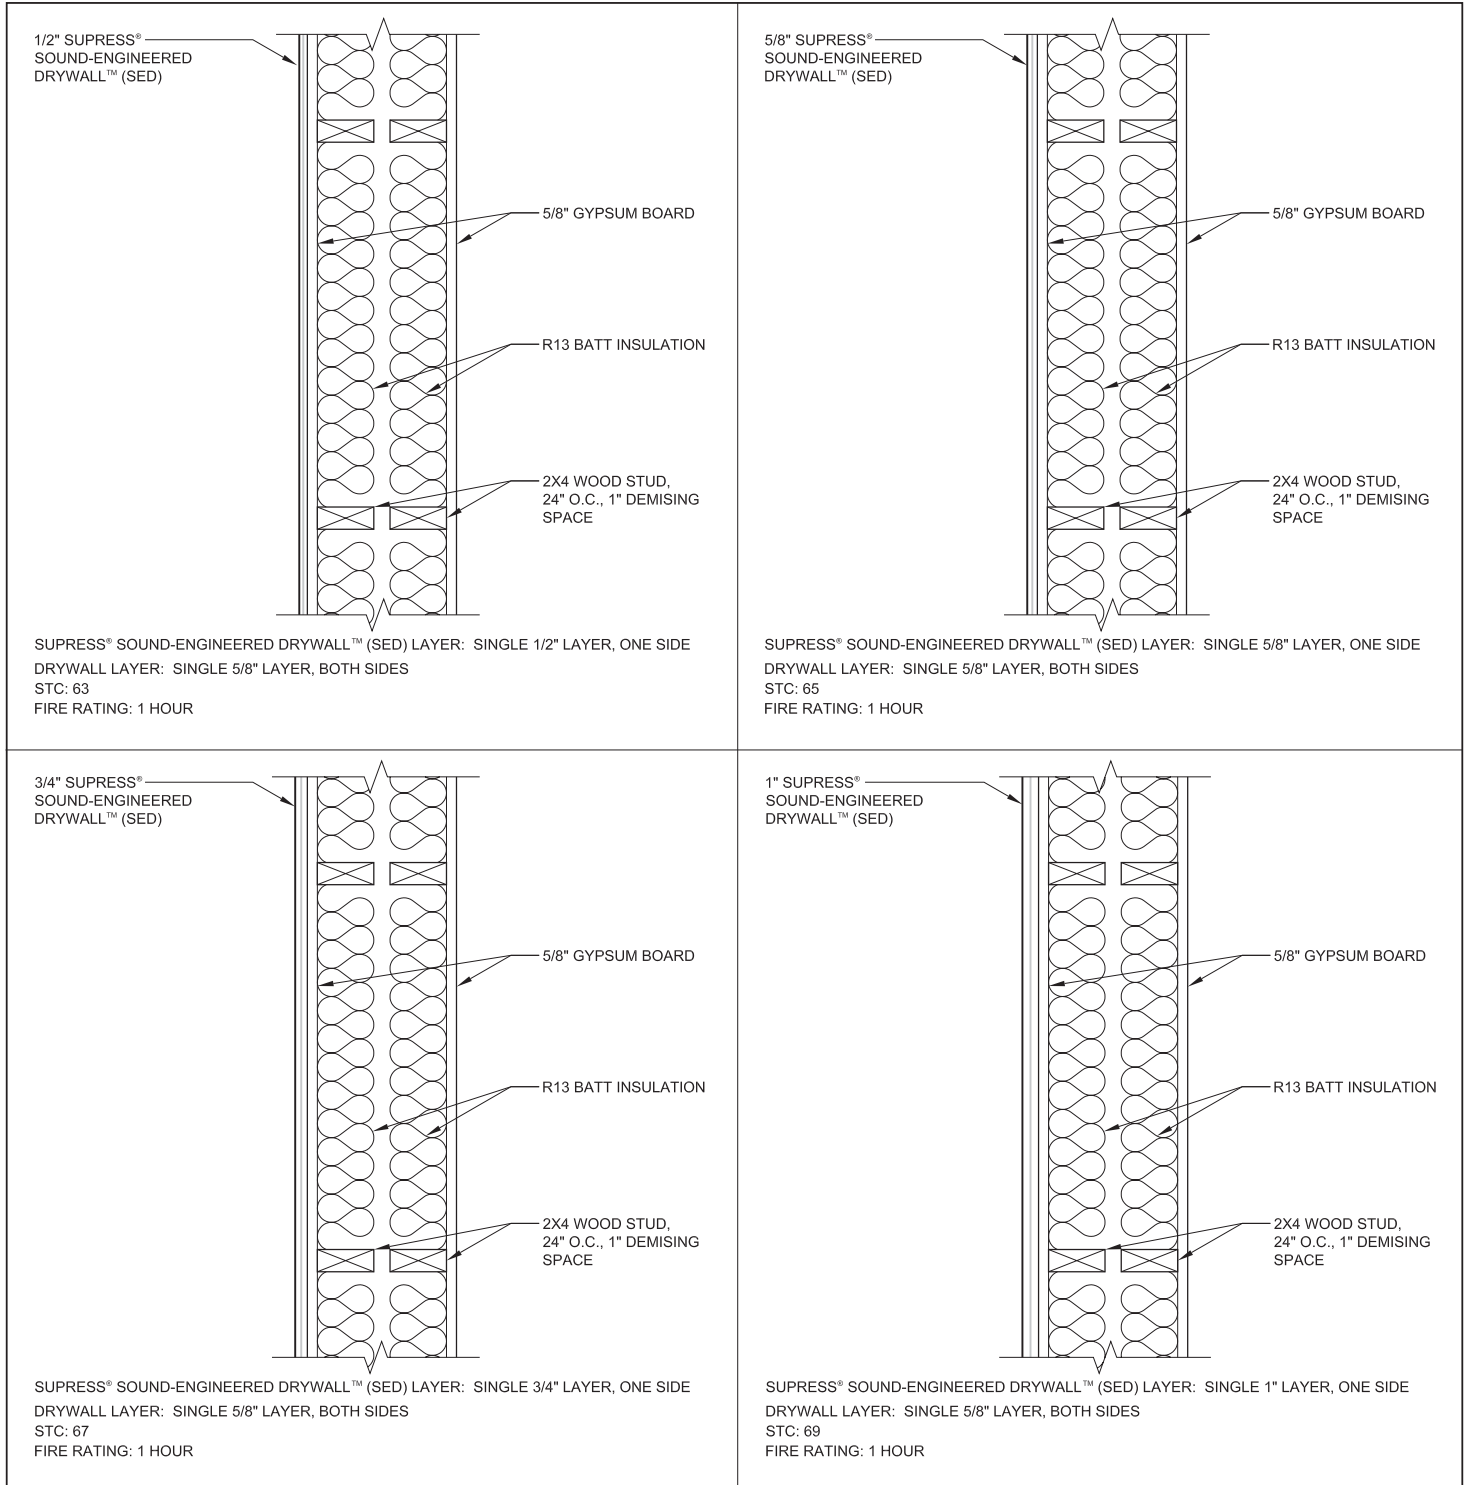 1/2" SUPRESS®
SOUND-ENGINEERED
DRYWALL™ (SED)
5/8" GYPSUM BOARD
R13 BATT INSULATION
2X4 WOOD STUD,
24" O.C., 1" DEMISING
SPACE
SUPRESS® SOUND-ENGINEERED DRYWALL™ (SED) LAYER: SINGLE 1/2" LAYER, ONE SIDE
DRYWALL LAYER: SINGLE 5/8" LAYER, BOTH SIDES
STC: 63
FIRE RATING: 1 HOUR
5/8" SUPRESS®
SOUND-ENGINEERED
DRYWALL™ (SED)
5/8" GYPSUM BOARD
R13 BATT INSULATION
2X4 WOOD STUD,
24" O.C., 1" DEMISING
SPACE
SUPRESS® SOUND-ENGINEERED DRYWALL™ (SED) LAYER: SINGLE 5/8" LAYER, ONE SIDE
DRYWALL LAYER: SINGLE 5/8" LAYER, BOTH SIDES
STC: 65
FIRE RATING: 1 HOUR
3/4" SUPRESS®
SOUND-ENGINEERED
DRYWALL™ (SED)
5/8" GYPSUM BOARD
R13 BATT INSULATION
2X4 WOOD STUD,
24" O.C., 1" DEMISING
SPACE
SUPRESS® SOUND-ENGINEERED DRYWALL™ (SED) LAYER: SINGLE 3/4" LAYER, ONE SIDE
DRYWALL LAYER: SINGLE 5/8" LAYER, BOTH SIDES
STC: 67
FIRE RATING: 1 HOUR
1" SUPRESS®
SOUND-ENGINEERED
DRYWALL™ (SED)
5/8" GYPSUM BOARD
R13 BATT INSULATION
2X4 WOOD STUD,
24" O.C., 1" DEMISING
SPACE
SUPRESS® SOUND-ENGINEERED DRYWALL™ (SED) LAYER: SINGLE 1" LAYER, ONE SIDE
DRYWALL LAYER: SINGLE 5/8" LAYER, BOTH SIDES
STC: 69
FIRE RATING: 1 HOUR